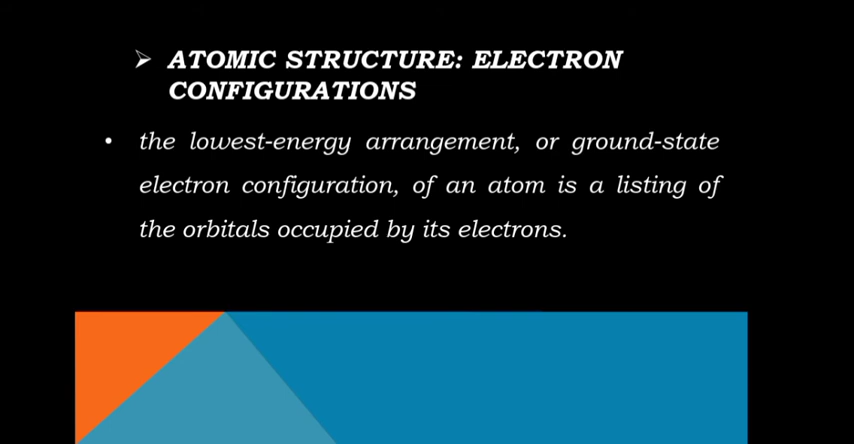 ➢ ATOMIC STRUCTURE: ELECTRON
CONFIGURATIONS
• the lowest-energy arrangement, or ground-state
electron configuration, of an atom is a listing of
the orbitals occupied by its electrons.